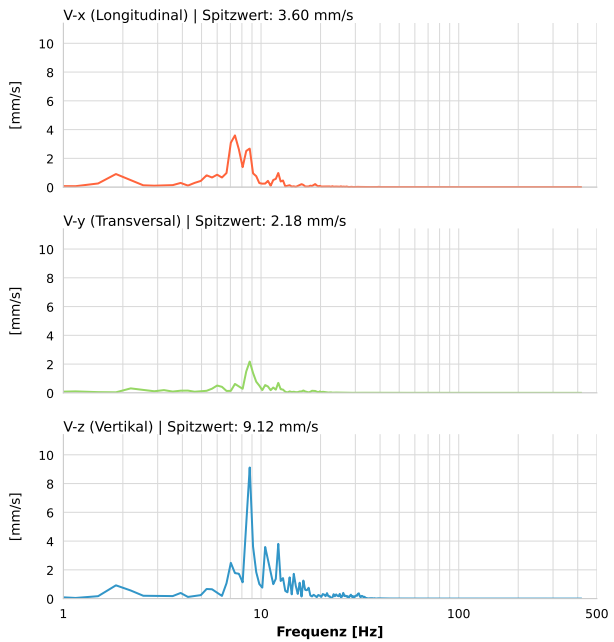 V-x (Longitudinal) | Spitzwert: 3.60 mm/s
10
8
6
4
2
0
[mm/s]
V-y (Transversal) | Spitzwert: 2.18 mm/s
10
8
6
4
2
0
[mm/s]
V-z (Vertikal) | Spitzwert: 9.12 mm/s
10
8
6
4
2
0
[mm/s]
1 10 100 500
Frequenz [Hz]